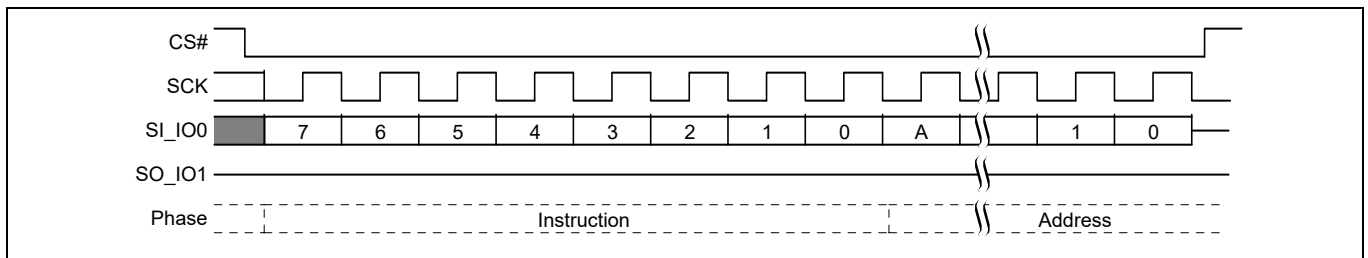 CS#
SCK
SI_IO0 7 6 5 4 3 2 1 0 A 1 0
SO_IO1
Phase Instruction Address